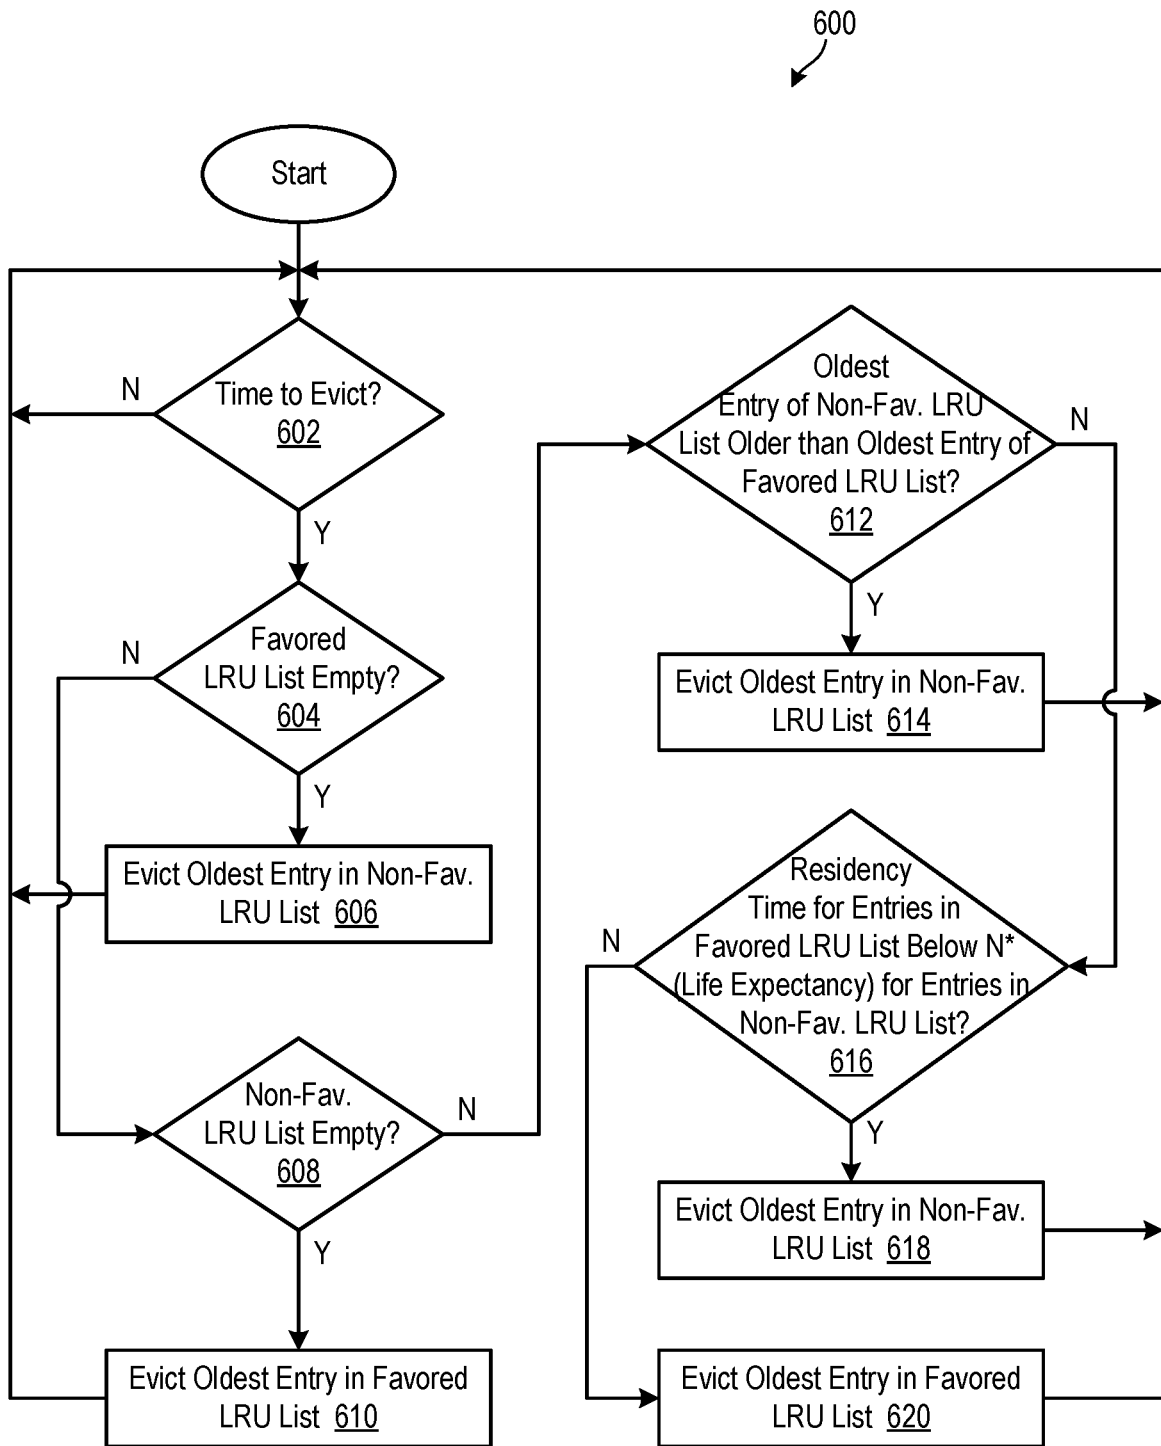 600
Start
N
Time to Evict?
602
Y
N
Favored
LRU List Empty?
604
Y
Evict Oldest Entry in Non-Fav.
LRU List 606
Non-Fav.
LRU List Empty?
608
N
Y
Evict Oldest Entry in Favored
LRU List 610
Oldest
Entry of Non-Fav. LRU
List Older than Oldest Entry of
Favored LRU List?
612
N
Y
Evict Oldest Entry in Non-Fav.
LRU List 614
Residency
Time for Entries in
Favored LRU List Below N*
(Life Expectancy) for Entries in
Non-Fav. LRU List?
616
N
Y
Evict Oldest Entry in Non-Fav.
LRU List 618
Evict Oldest Entry in Favored
LRU List 620